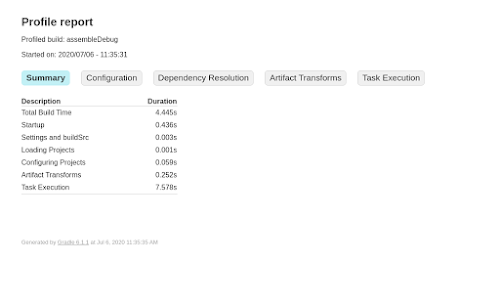 Profile report
Profiled build: assembleDebug
Started on: 2020/07/06 - 11:35:31
Summary Configuration Dependency Resolution Artifact Transforms Task Execution
Description Duration
Total Build Time 4.445s
Startup 0.436s
Settings and buildSrc 0.003s
Loading Projects 0.001s
Configuring Projects 0.059s
Artifact Transforms 0.252s
Task Execution 7.578s
Generated by Gradle 6.1.1 at Jul 6, 2020 11:35:35 AM